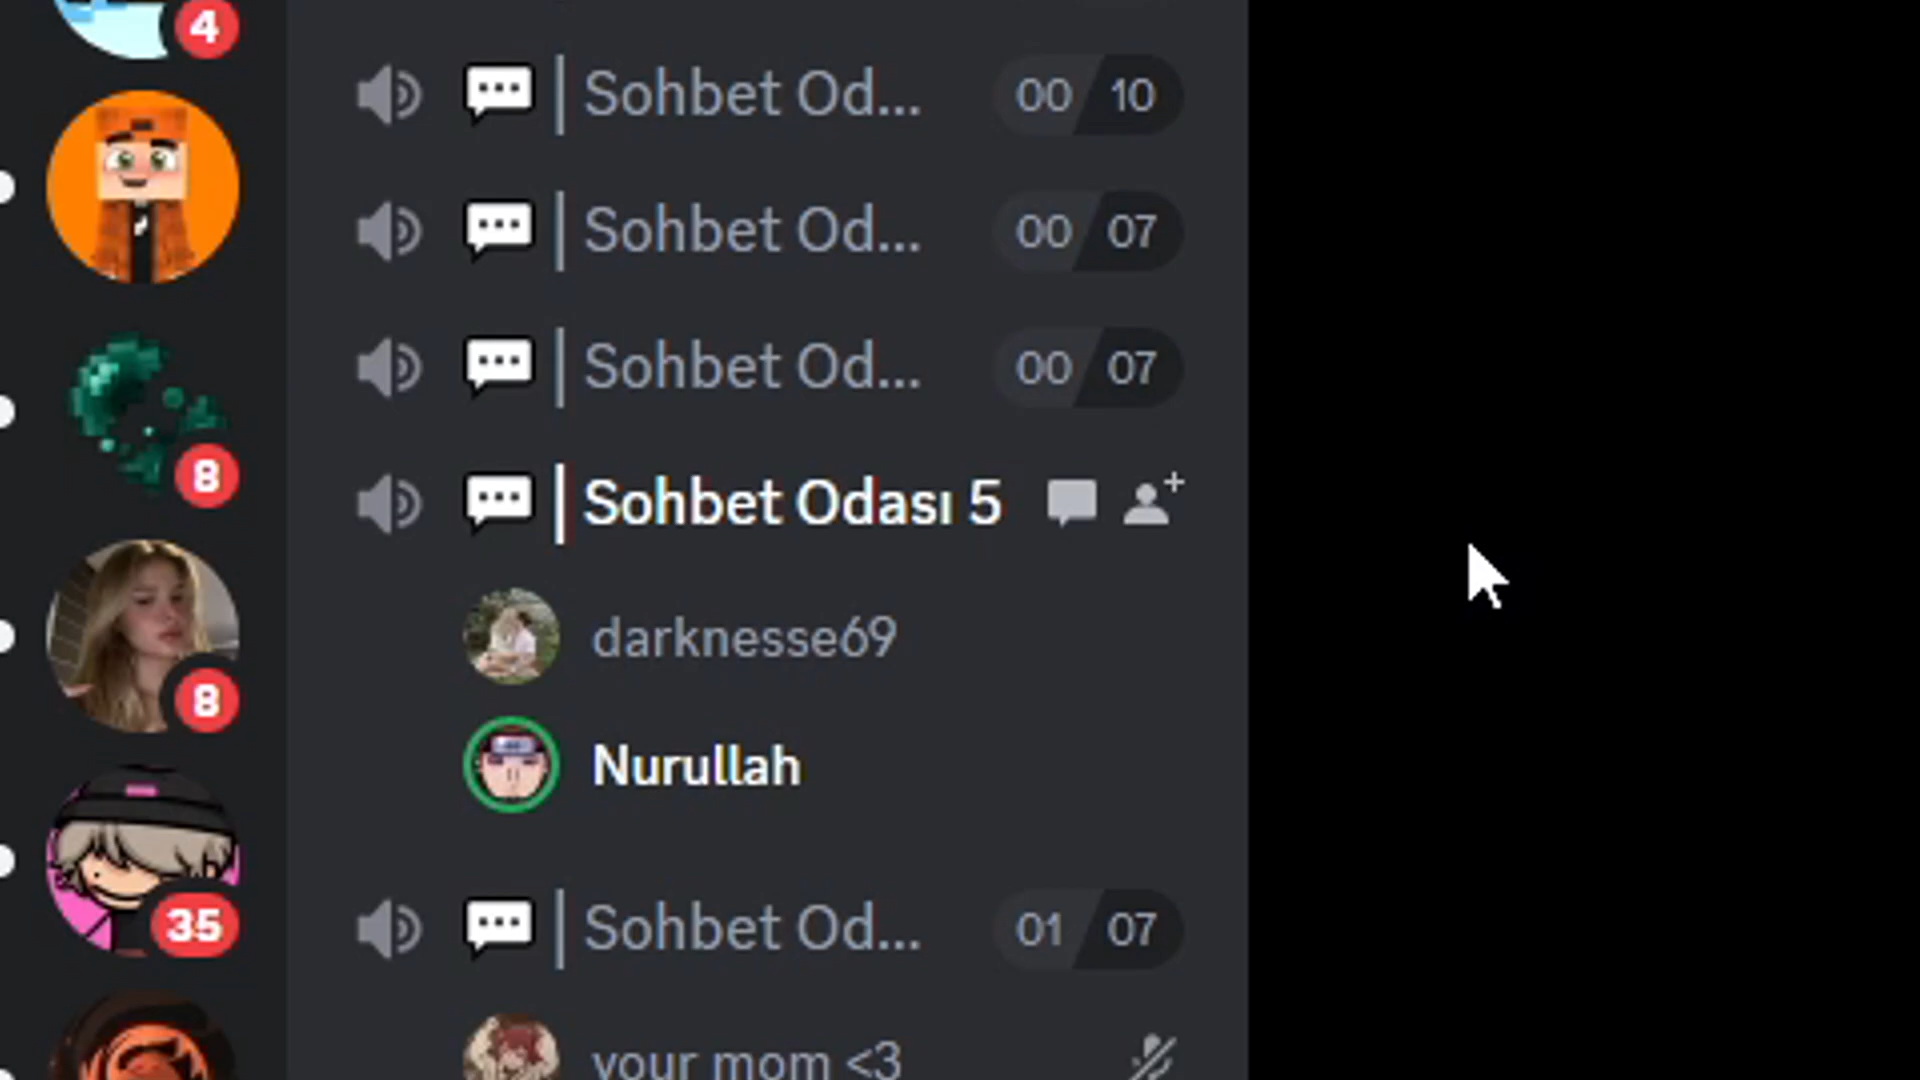 4
Sohbet Od... 00 10
Sohbet Od... 00 07
Sohbet Od... 00 07
8
Sohbet Odası 5
darknesse69
8
Nurullah
35
Sohbet Od... 01 07
your mom <3